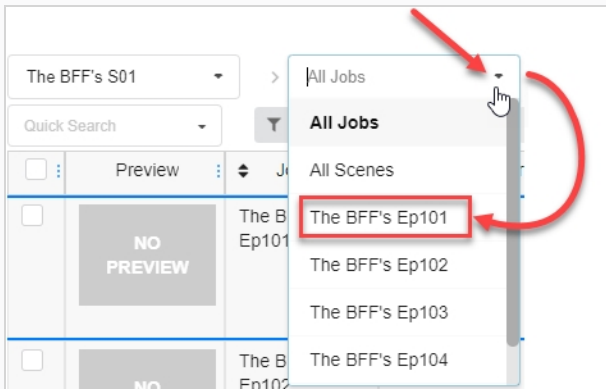 The BFF's S01
All Jobs
Quick Search
All Jobs
Preview
All Scenes
The BFF's Ep101
NO
PREVIEW
Ep101
The BFF's Ep102
The BFF's Ep103
The BFF's Ep104
The
Ep102
NO